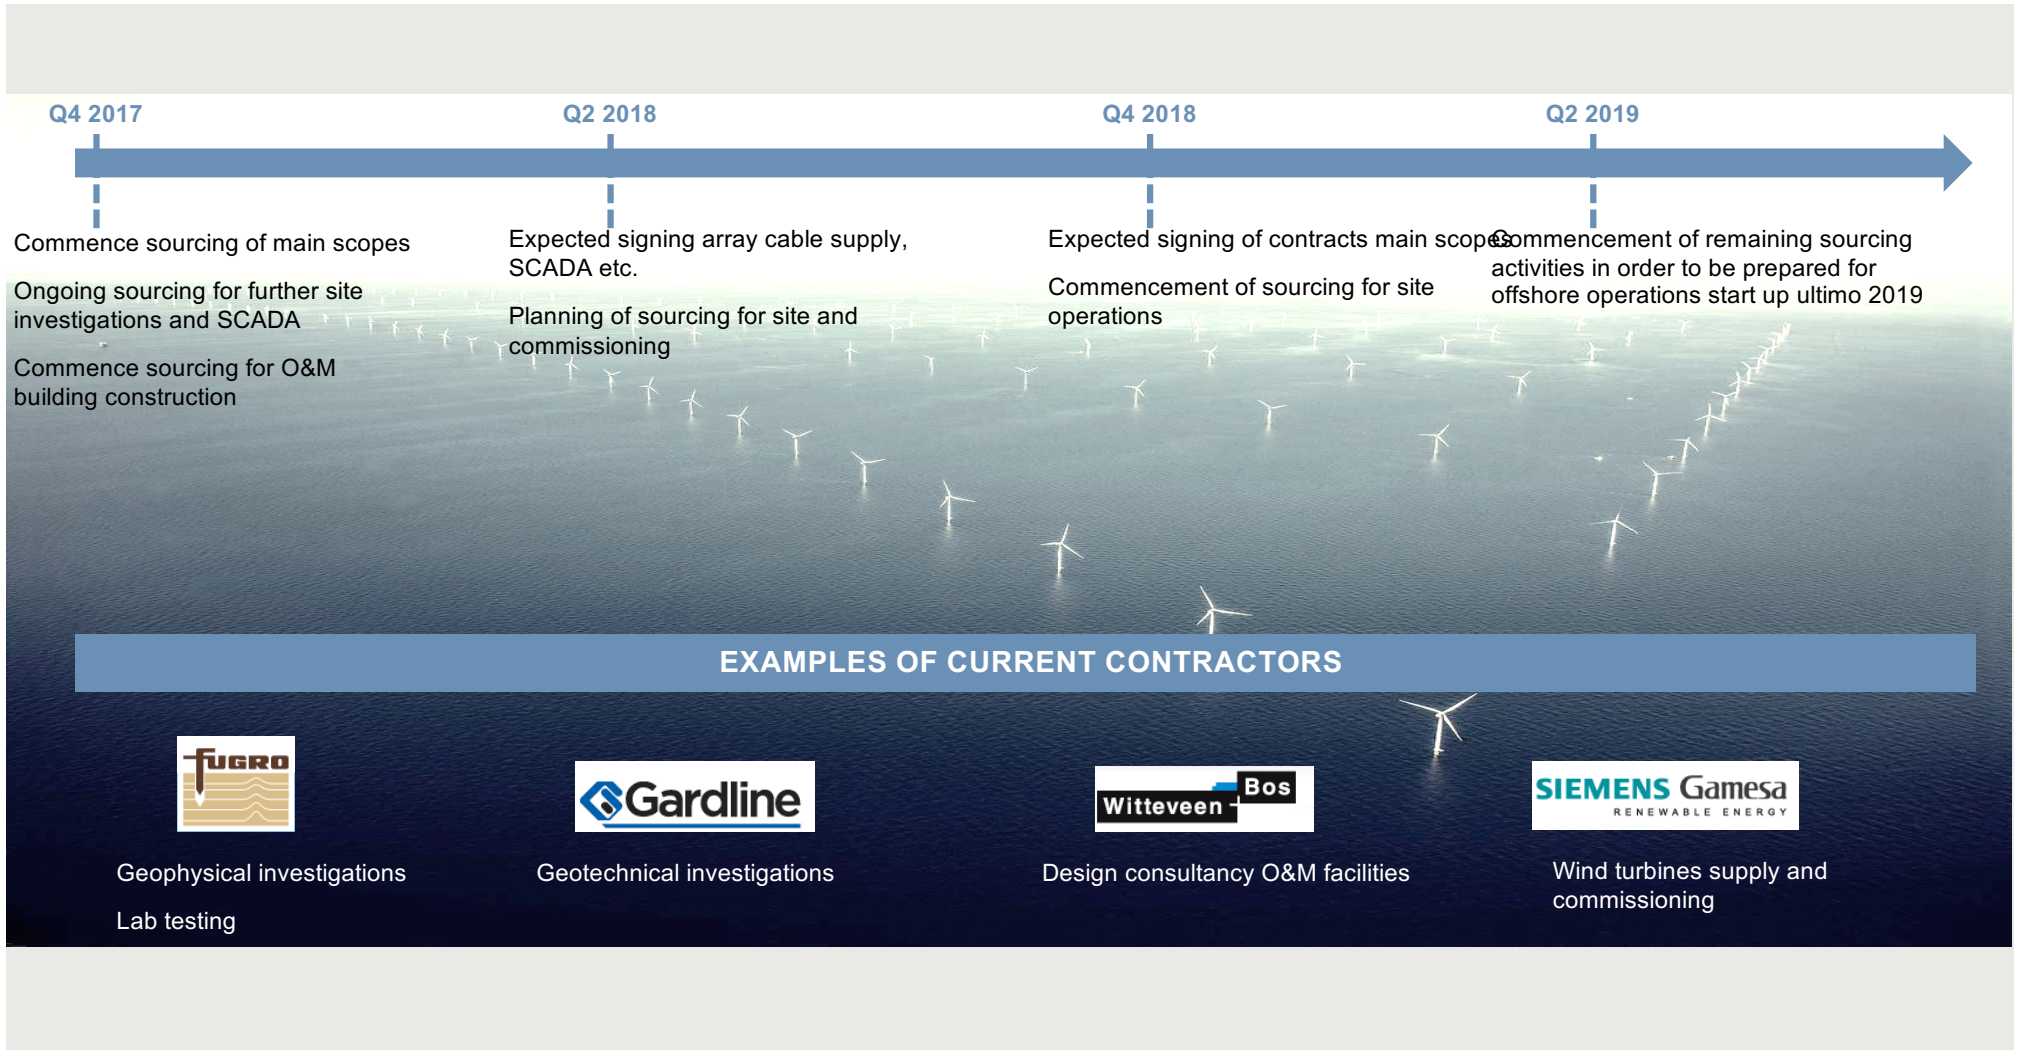 Q4 2017
Q2 2018
Q4 2018
Q2 2019
Commence sourcing of main scopes
Ongoing sourcing for further site
investigations and SCADA
Commence sourcing for O&M
building construction
Expected signing array cable supply,
SCADA etc.
Planning of sourcing for site and
commissioning
Expected signing of contracts main scopes
Commencement of sourcing for site
operations
Commencement of remaining sourcing
activities in order to be prepared for
offshore operations start up ultimo 2019
EXAMPLES OF CURRENT CONTRACTORS
FUGRO
Geophysical investigations
Lab testing
Gardline
Geotechnical investigations
Witteveen+Bos
Design consultancy O&M facilities
SIEMENS Gamesa
RENEWABLE ENERGY
Wind turbines supply and
commissioning